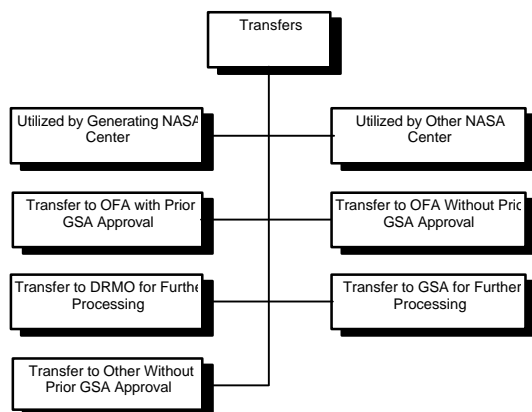 Transfers
Utilized by Generating NASA
Center
Utilized by Other NASA
Center
Transfer to OFA with Prior
GSA Approval
Transfer to OFA Without Prio
GSA Approval
Transfer to DRMO for Furthe
Processing
Transfer to GSA for Further
Processing
Transfer to Other Without
Prior GSA Approval